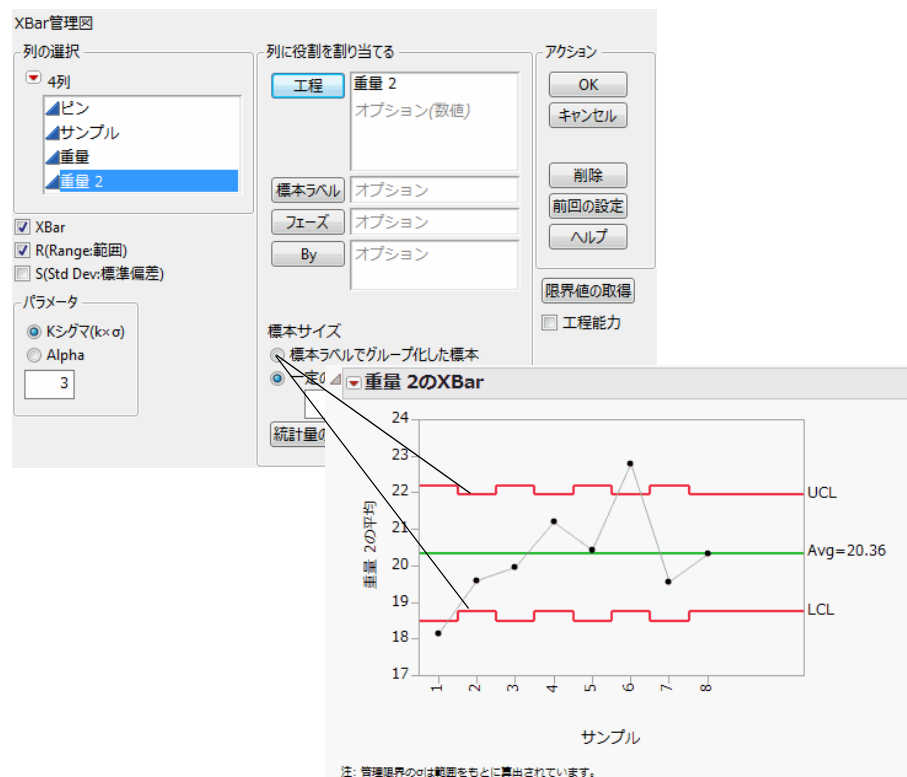 XBar管理図
列の選択
4列
ピン
サンプル
重量
重量 2
XBar
R(Range:範囲)
S(Std Dev:標準偏差)
パラメータ
Kシグマ(k×σ)
Alpha
3
列に役割を割り当てる
工程
重量 2
オプション(数値)
標本ラベル
オプション
フェーズ
オプション
By
オプション
標本サイズ
標本ラベルでグループ化した標本
一定の
統計量の
アクション
OK
キャンセル
削除
前回の設定
ヘルプ
限界値の取得
工程能力
重量 2のXBar
重量 2の平均
24
23
22
21
20
19
18
17
UCL
Avg=20.36
LCL
1 2 3 4 5 6 7 8
サンプル
注: 管理限界のσは範囲をもとに算出されています。